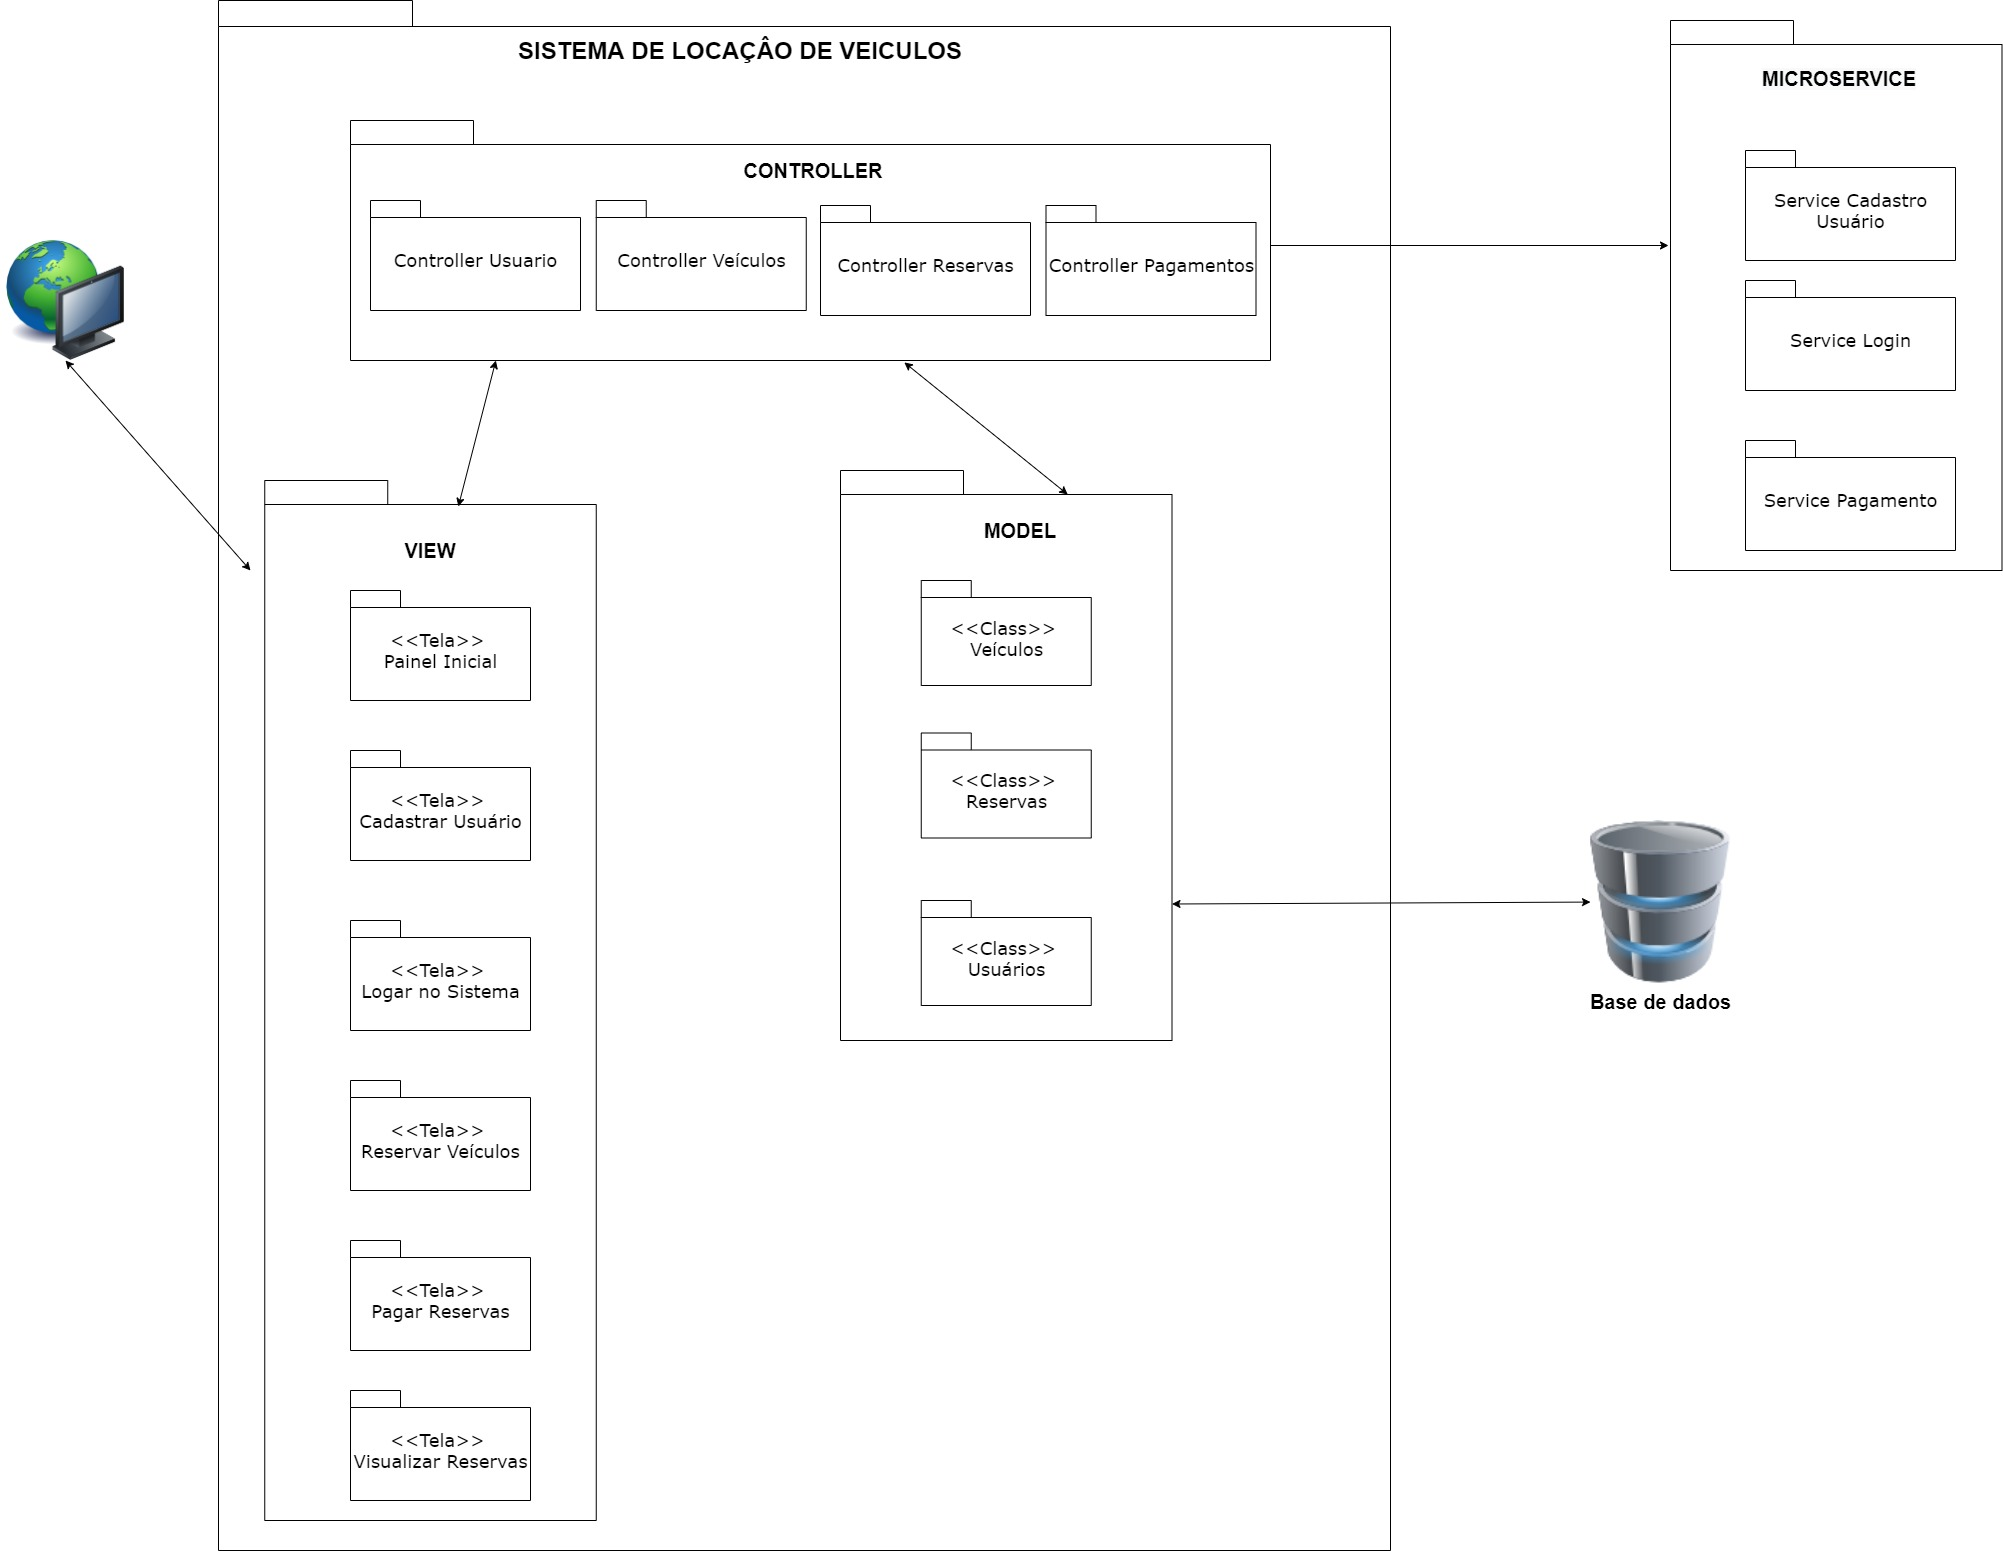 SISTEMA DE LOCAÇÂO DE VEICULOS
MICROSERVICE
CONTROLLER
Controller Usuario
Controller Veículos
Controller Reservas
Controller Pagamentos
Service Cadastro
Usuário
Service Login
Service Pagamento
VIEW
<<Tela>>
Painel Inicial
<<Tela>>
Cadastrar Usuário
<<Tela>>
Logar no Sistema
<<Tela>>
Reservar Veículos
<<Tela>>
Pagar Reservas
<<Tela>>
Visualizar Reservas
MODEL
<<Class>>
Veículos
<<Class>>
Reservas
<<Class>>
Usuários
Base de dados